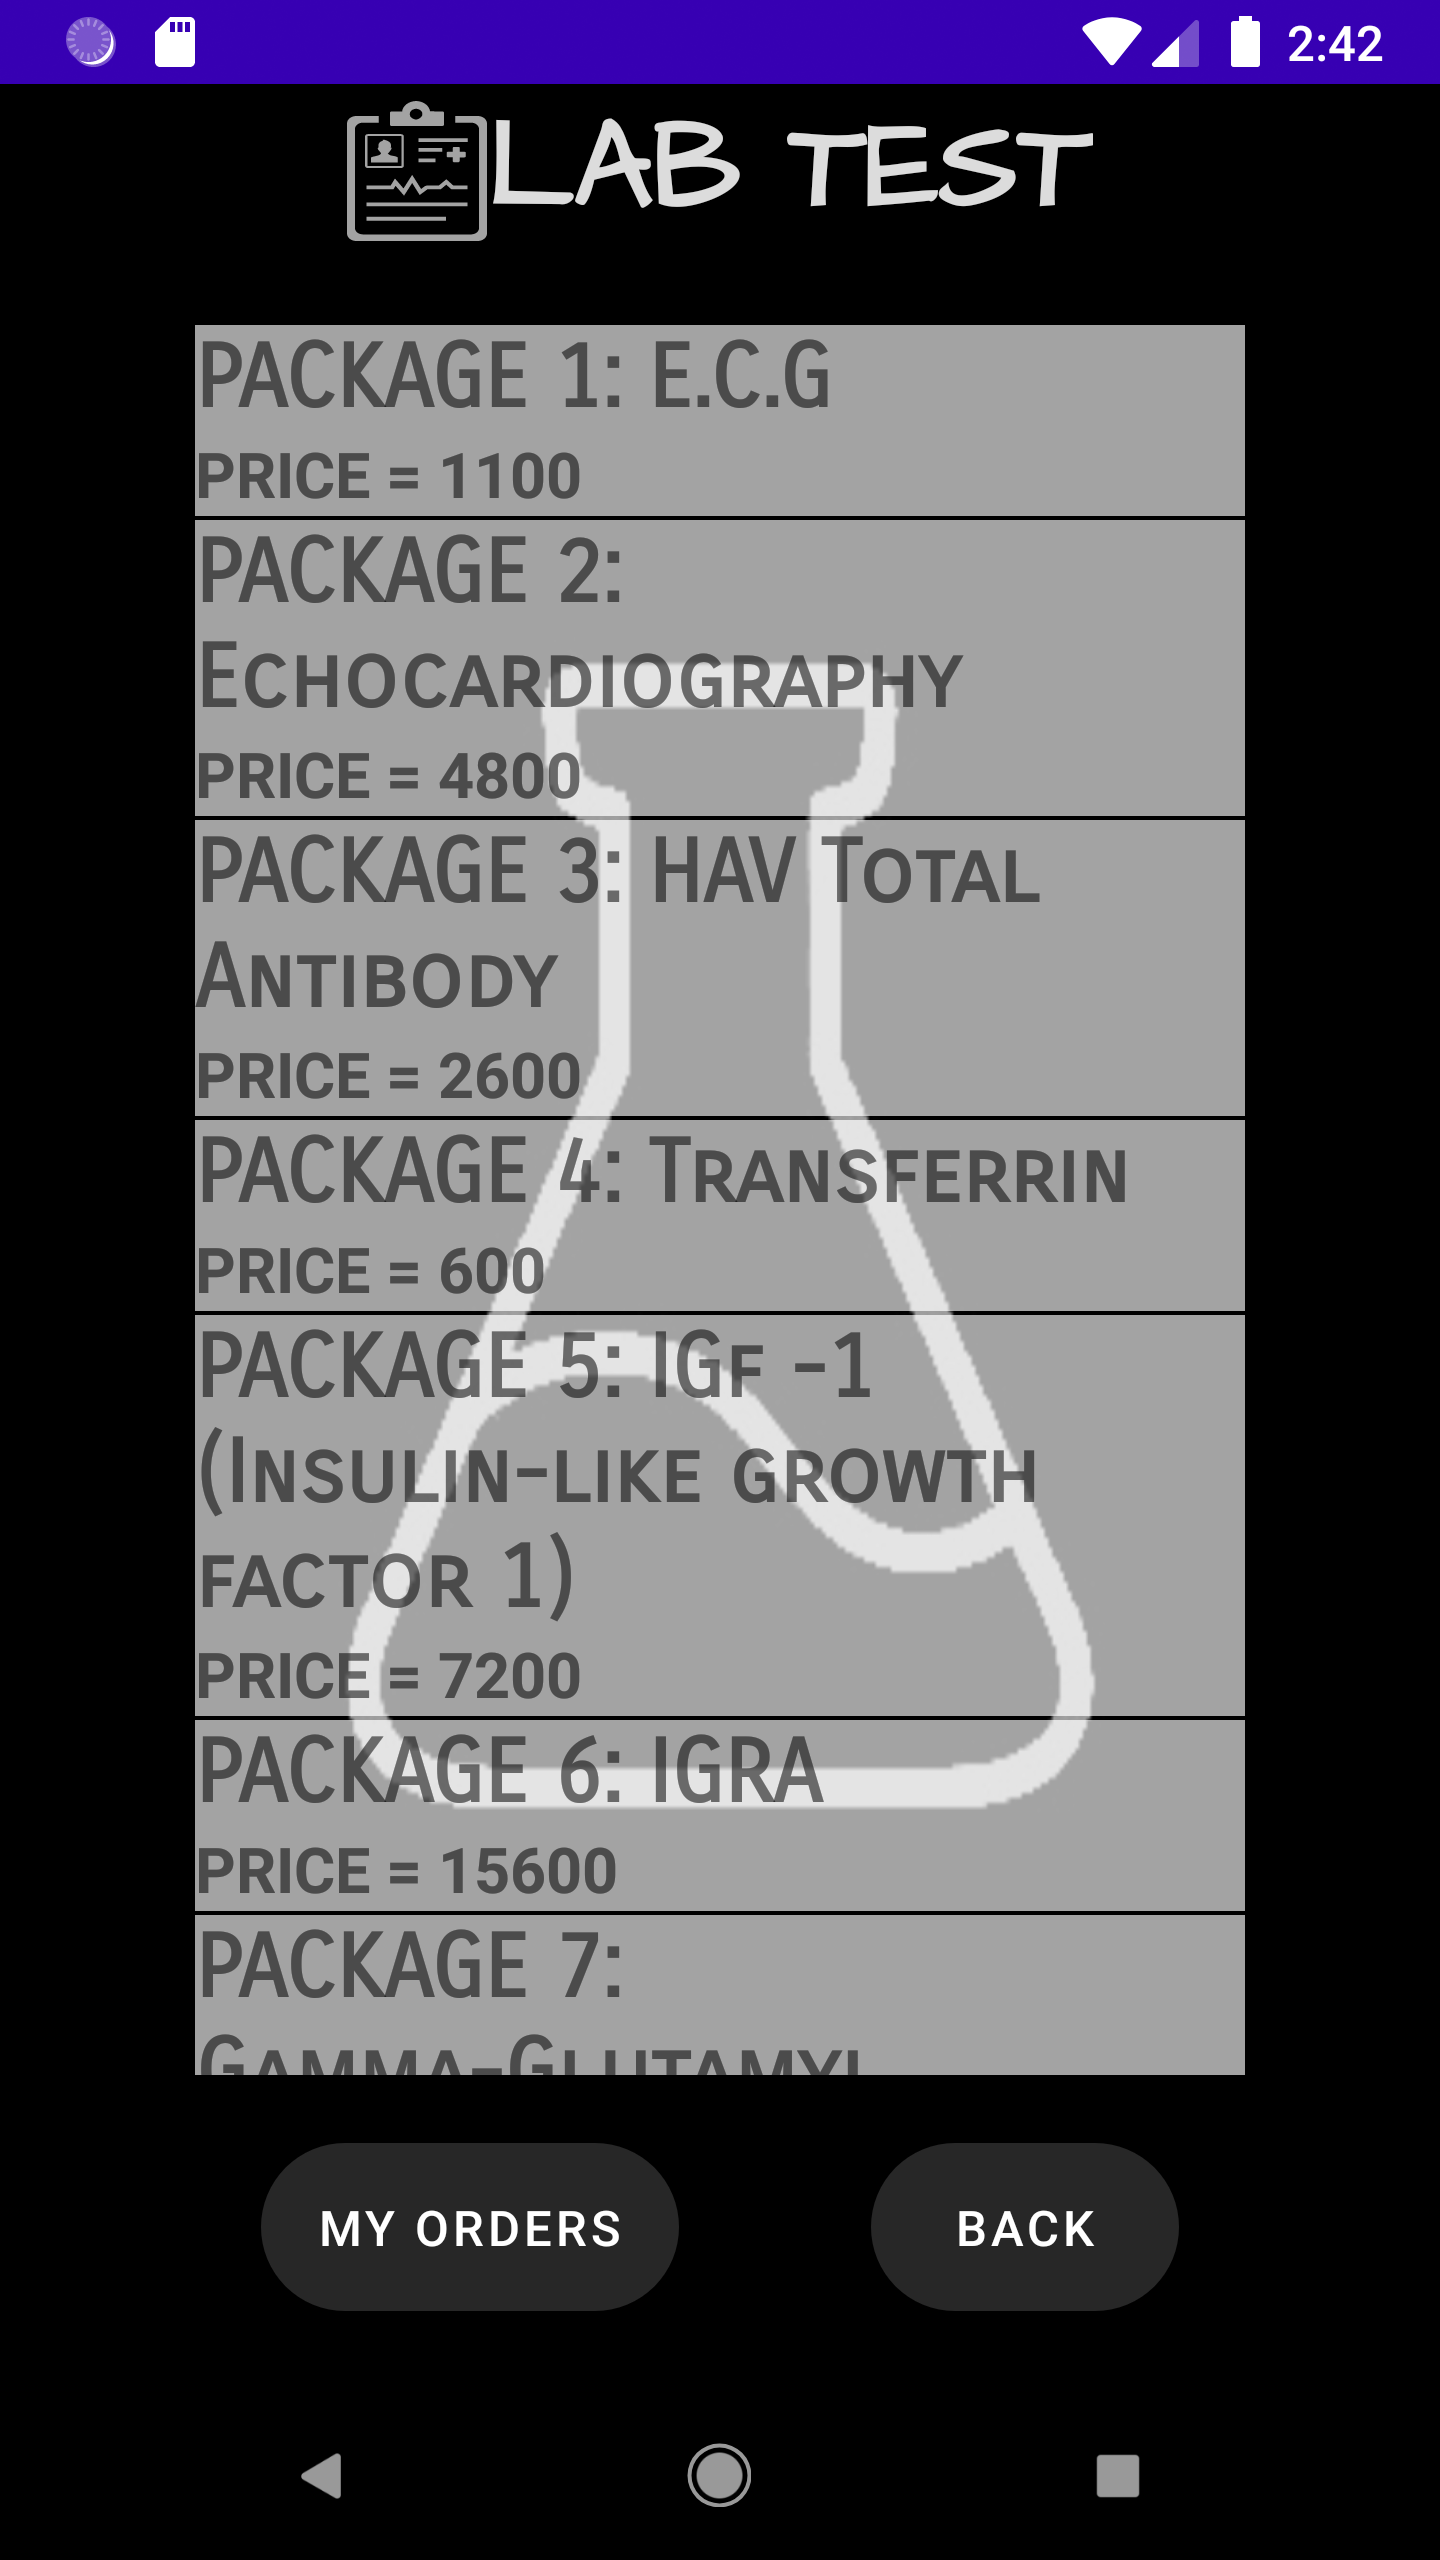 2:42
LAB TEST
PACKAGE 1: E.C.G
PRICE = 1100
PACKAGE 2:
ECHOCARDIOGRAPHY
PRICE = 4800
PACKAGE 3: HAV TOTAL
ANTIBODY
PRICE = 2600
PACKAGE 4: TRANSFERRIN
PRICE = 600
PACKAGE 5: IGF -1
(INSULIN-LIKE GROWTH
FACTOR 1)
PRICE = 7200
PACKAGE 6: IGRA
PRICE = 15600
PACKAGE 7:
GAMMA-GLUTAMYL
MY ORDERS
BACK